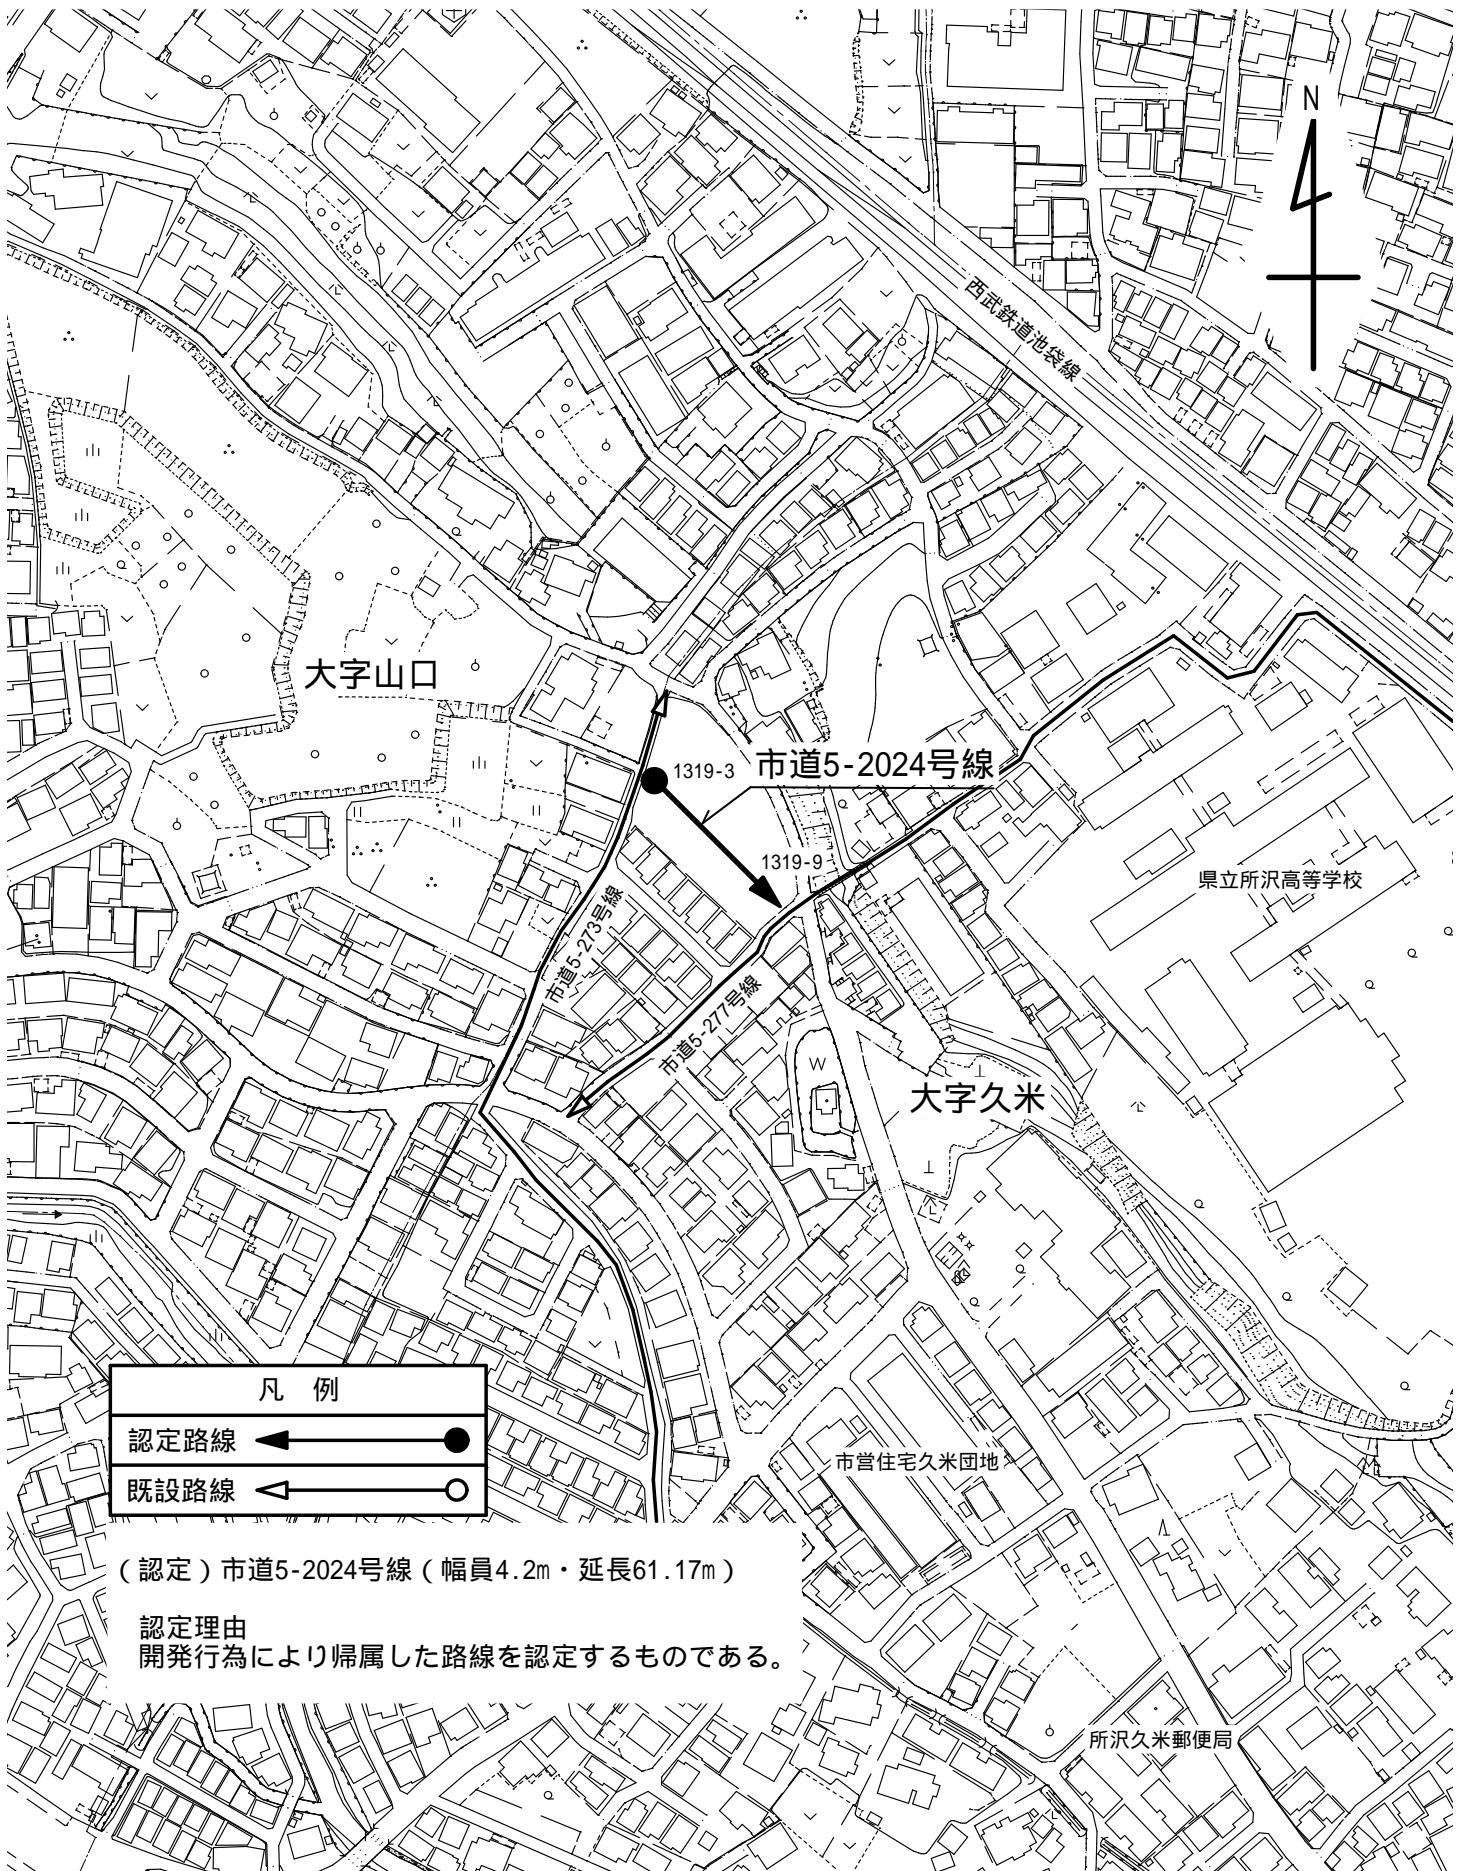 N
西武鉄道池袋線
大字山口
1319-3
市道5-2024号線
1319-9
県立所沢高等学校
市道5-273号線
市道5-277号線
W
大字久米
凡 例
認定路線
既設路線
市営住宅久米団地
（認定）市道5-2024号線（幅員4.2m・延長61.17m）
認定理由
開発行為により帰属した路線を認定するものである。
所沢久米郵便局